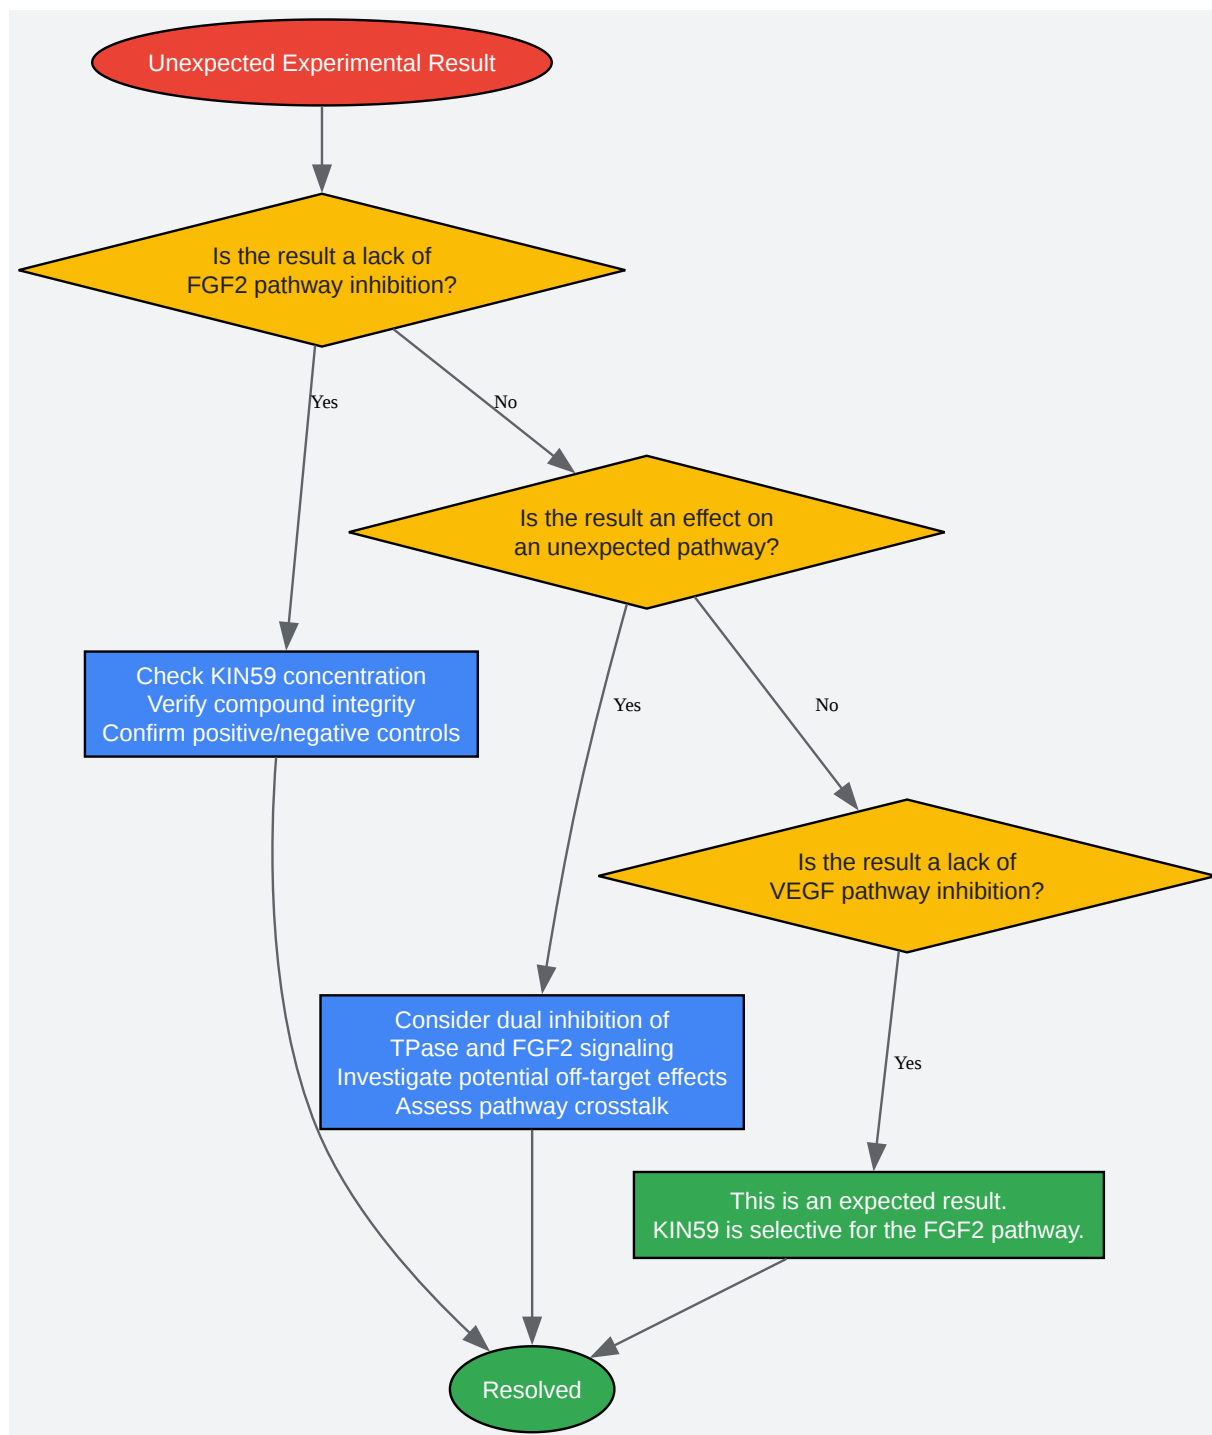 Unexpected Experimental Result
Is the result a lack of
FGF2 pathway inhibition?
Yes
No
Is the result an effect on
an unexpected pathway?
Check KIN59 concentration
Verify compound integrity
Confirm positive/negative controls
Yes
No
Is the result a lack of
VEGF pathway inhibition?
Consider dual inhibition of
TPase and FGF2 signaling
Investigate potential off-target effects
Assess pathway crosstalk
Yes
This is an expected result.
KIN59 is selective for the FGF2 pathway.
Resolved